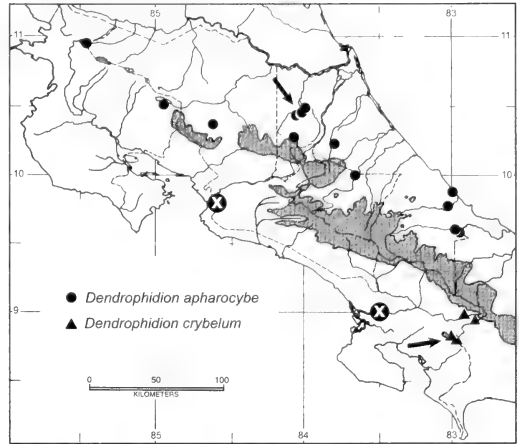 85
83
11
11
10
10
X
Dendrophidion apharocybe
Dendrophidion crybelum
9
X
9
0 50 100
KILOMETERS
85
84
83